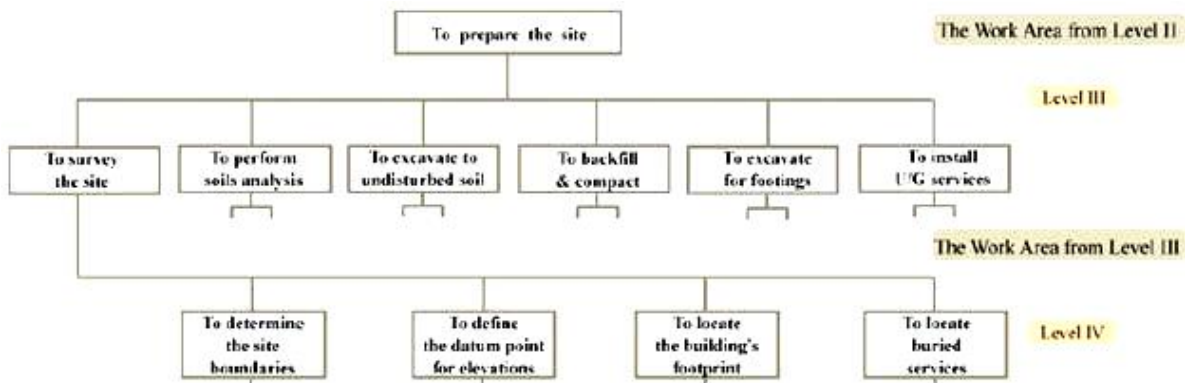 To prepare the site
The Work Area from Level II
Level III
To survey
the site
To perform
soils analysis
To excavate to
undisturbed soil
To backfill
& compact
To excavate
for footings
To install
U/G services
The Work Area from Level III
To determine
the site
boundaries
To define
the datum point
for elevations
To locate
the building's
footprint
To locate
buried
services
Level IV